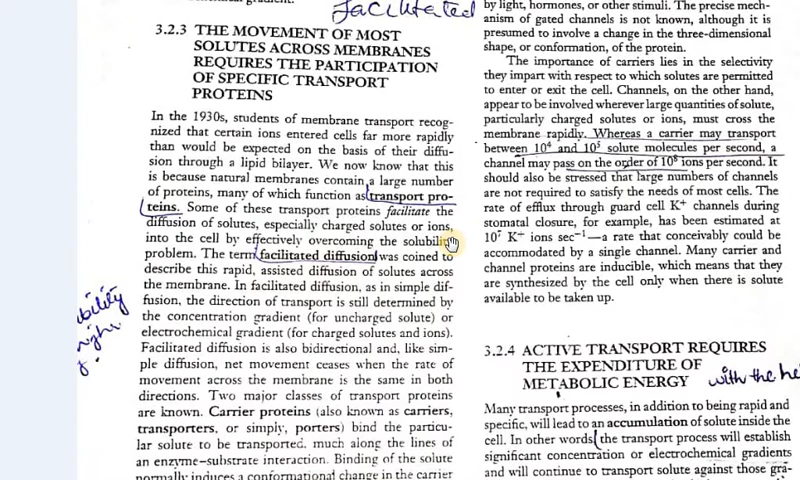 facilitated
3.2.3 THE MOVEMENT OF MOST
SOLUTES ACROSS MEMBRANES
REQUIRES THE PARTICIPATION
OF SPECIFIC TRANSPORT
PROTEINS
In the 1930s, students of membrane transport recog-
nized that certain ions entered cells far more rapidly
than would be expected on the basis of their diffu-
sion through a lipid bilayer. We now know that this
is because natural membranes contain a large number
of proteins, many of which function as transport pro-
teins. Some of these transport proteins facilitate the
diffusion of solutes, especially charged solutes or ions,
into the cell by effectively overcoming the solubility
problem. The term facilitated diffusion was coined to
describe this rapid, assisted diffusion of solutes across
the membrane. In facilitated diffusion, as in simple dif-
fusion, the direction of transport is still determined by
the concentration gradient (for uncharged solute) or
electrochemical gradient (for charged solutes and ions).
Facilitated diffusion is also bidirectional and, like sim-
ple diffusion, net movement ceases when the rate of
movement across the membrane is the same in both
directions. Two major classes of transport proteins
are known. Carrier proteins (also known as carriers,
transporters, or simply, porters) bind the particu-
lar solute to be transported, much along the lines of
an enzyme–substrate interaction. Binding of the solute
normally induces a conformational change in the carrier
by light, hormones, or other stimuli. The precise mech-
anism of gated channels is not known, although it is
presumed to involve a change in the three-dimensional
shape, or conformation, of the protein.
The importance of carriers lies in the selectivity
they impart with respect to which solutes are permitted
to enter or exit the cell. Channels, on the other hand,
appear to be involved wherever large quantities of solute,
particularly charged solutes or ions, must cross the
membrane rapidly. Whereas a carrier may transport
between 10⁴ and 10⁵ solute molecules per second, a
channel may pass on the order of 10⁸ ions per second. It
should also be stressed that large numbers of channels
are not required to satisfy the needs of most cells. The
rate of efflux through guard cell K⁺ channels during
stomatal closure, for example, has been estimated at
10⁷ K⁺ ions sec⁻¹—a rate that conceivably could be
accommodated by a single channel. Many carrier and
channel proteins are inducible, which means that they
are synthesized by the cell only when there is solute
available to be taken up.
3.2.4 ACTIVE TRANSPORT REQUIRES
THE EXPENDITURE OF
METABOLIC ENERGY with the he
Many transport processes, in addition to being rapid and
specific, will lead to an accumulation of solute inside the
cell. In other words, the transport process will establish
significant concentration or electrochemical gradients
and will continue to transport solute against those gra-